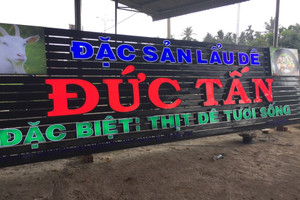 ĐẶC SẢN LẨU DÊ
ĐỨC TẤN
ĐẶC BIỆT: THỊT DÊ TƯƠI SỐNG